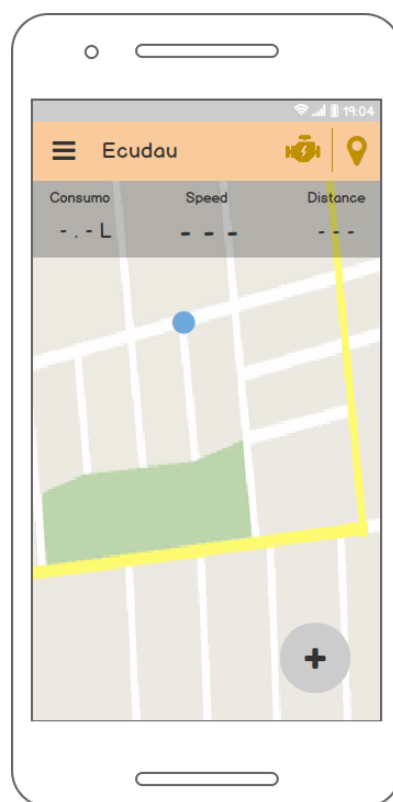 19:04
Ecudau
Consumo Speed Distance
- . - L - - - - - -